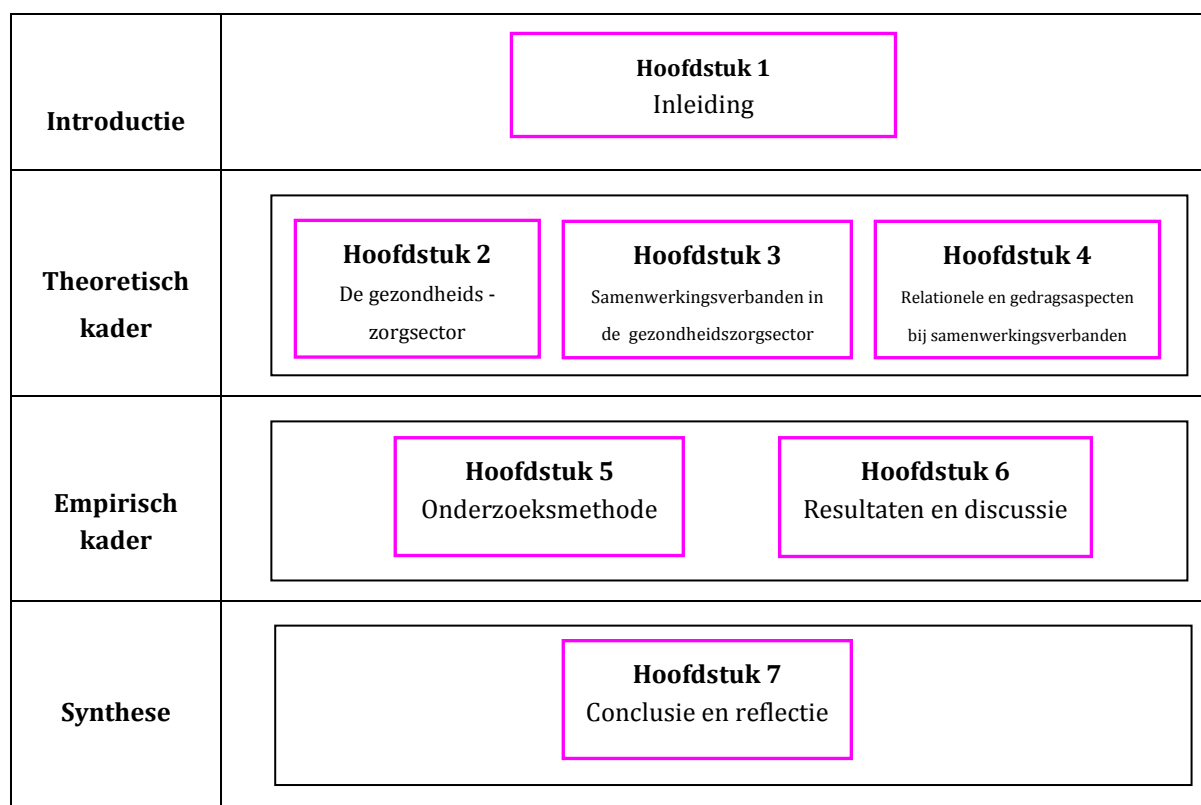 Introductie
Hoofdstuk 1
Inleiding
Theoretisch
kader
Hoofdstuk 2
De gezondheids -
zorgsector
Hoofdstuk 3
Samenwerkingsverbanden in
de gezondheidszorgsector
Hoofdstuk 4
Relationele en gedragsaspecten
bij samenwerkingsverbanden
Empirisch
kader
Hoofdstuk 5
Onderzoeksmethode
Hoofdstuk 6
Resultaten en discussie
Synthese
Hoofdstuk 7
Conclusie en reflectie